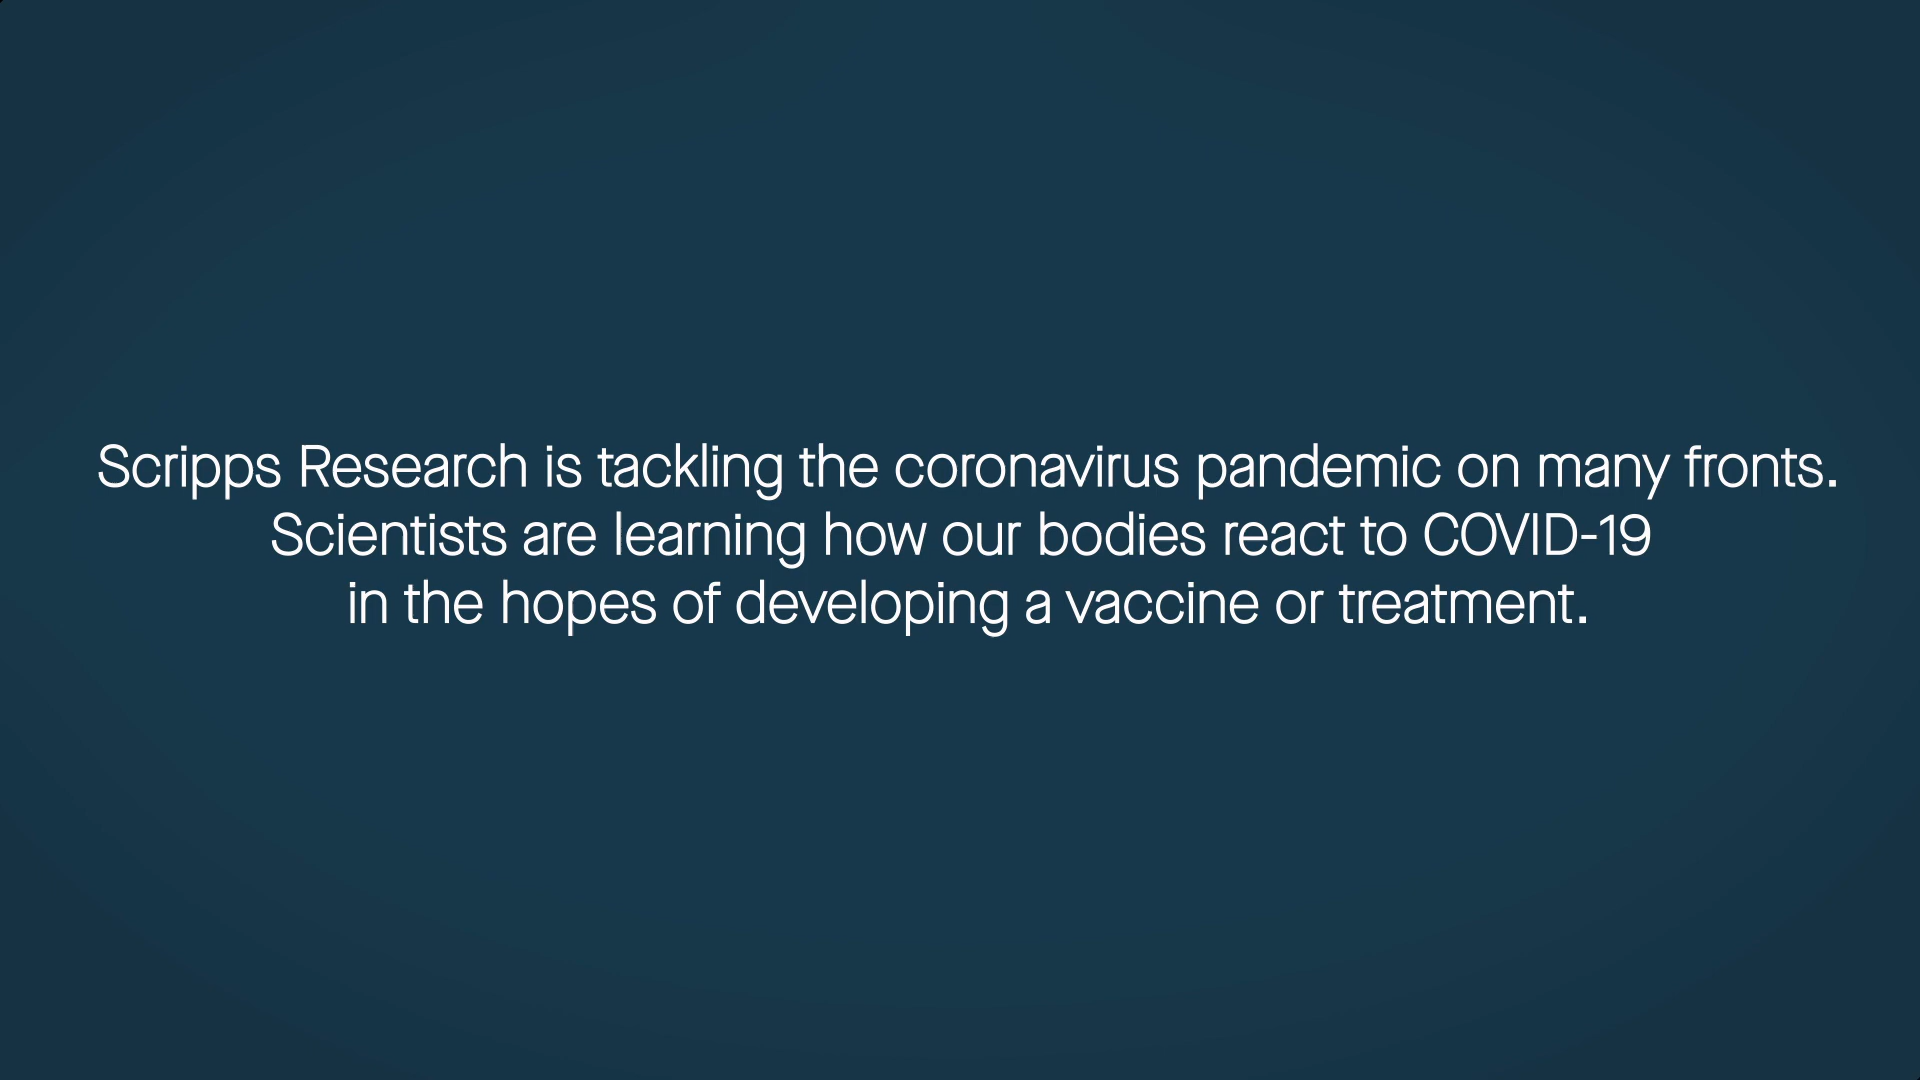 Scripps Research is tackling the coronavirus pandemic on many fronts.
Scientists are learning how our bodies react to COVID-19
in the hopes of developing a vaccine or treatment.